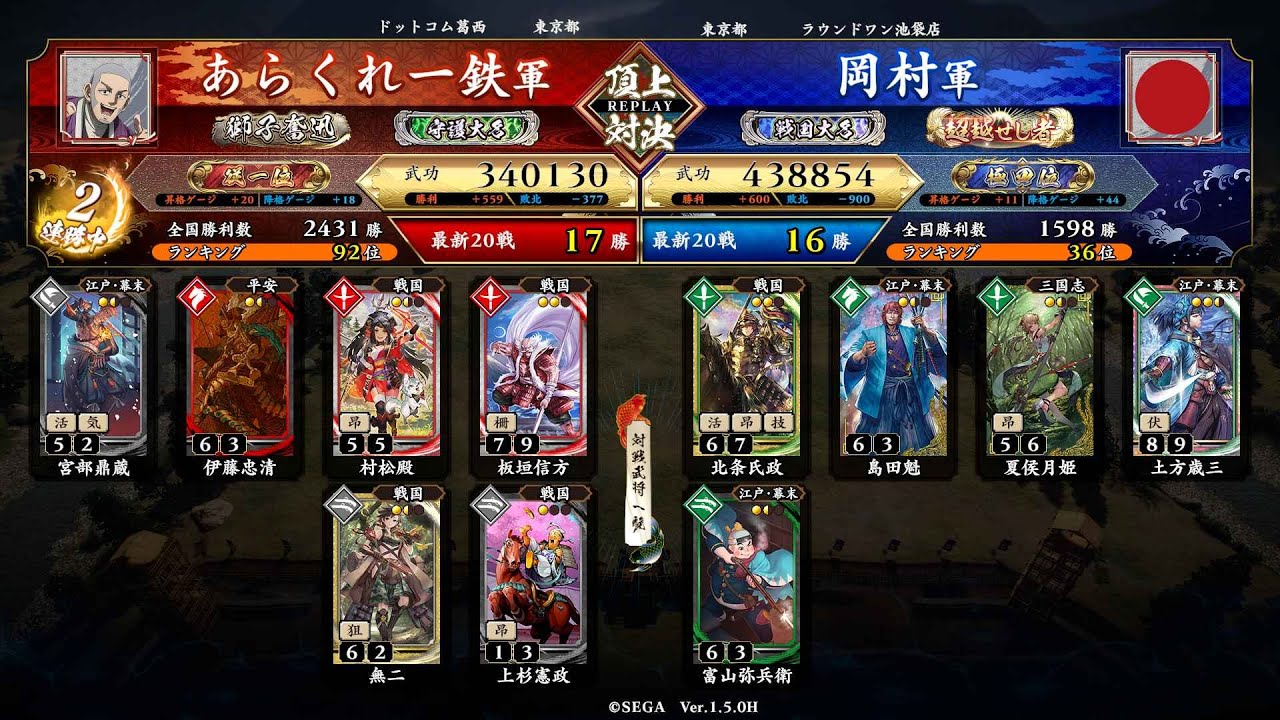 ドットコム葛西 東京都
東京都 ラウンドワン池袋店
あらくれ一鉄軍
頂上
REPLAY
対決
岡村軍
獅子奮迅 守護大名
戦国大名 超越せし者
2
連勝中
従一位
昇格ゲージ +20 降格ゲージ +18
武功 340130
勝利 +559 敗北 -377
武功 438854
勝利 +600 敗北 -900
昇格ゲージ +11 降格ゲージ +44
全国勝利数 2431勝
ランキング 92位
最新20戦 17勝
最新20戦 16勝
全国勝利数 1598勝
ランキング 36位
江戸・幕末
活 気
5 2
宮部鼎蔵
平安
6 3
伊藤忠清
戦国
昂
5 5
村松殿
戦国
柵
7 9
板垣信方
対戦武将一覧
戦国
活 昂 技
6 7
北条氏政
江戸・幕末
6 3
島田魁
三国志
昂
5 6
夏侯月姫
江戸・幕末
伏
8 9
土方歳三
戦国
狙
6 2
無二
戦国
昂
1 3
上杉憲政
江戸・幕末
6 3
富山弥兵衛
©SEGA Ver.1.5.0H